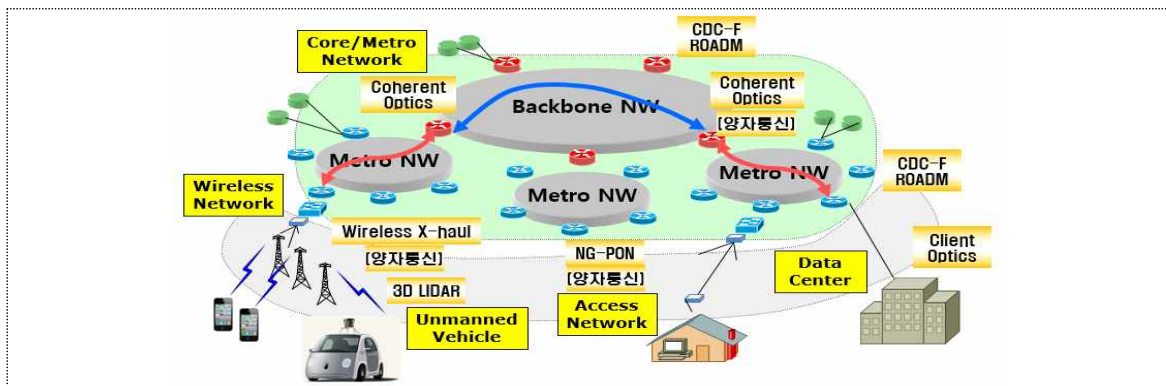 CDC-F
ROADM
Core/Metro
Network
Coherent
Optics
Backbone NW
Coherent
Optics
[양자통신]
Metro NW
Metro NW
Metro NW
CDC-F
ROADM
Wireless
Network
Wireless X-haul
[양자통신]
NG-PON
[양자통신]
Data
Center
Client
Optics
3D LIDAR
Access
Network
Unmanned
Vehicle